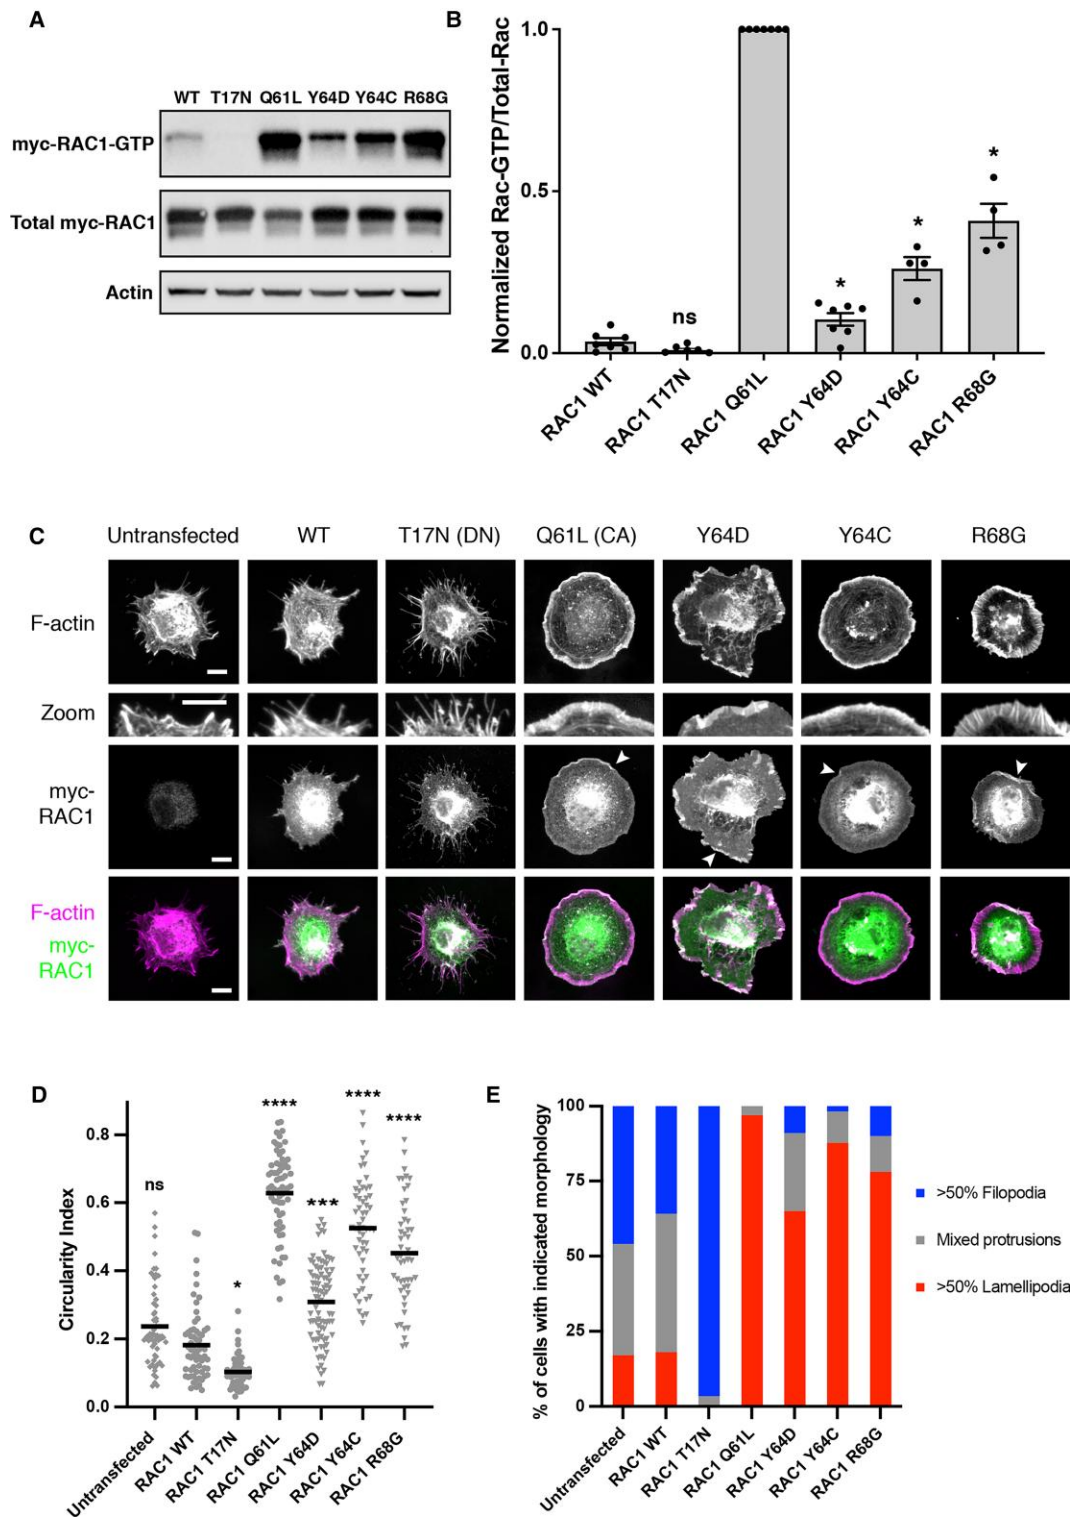 A
WT T17N Q61L Y64D Y64C R68G
myc-RAC1-GTP
Total myc-RAC1
Actin
B
Normalized Rac-GTP/Total-Rac
1.0
0.5
0.0
ns
*
*
*
RAC1 WT
RAC1 T17N
RAC1 Q61L
RAC1 Y64D
RAC1 Y64C
RAC1 R68G
C
Untransfected WT T17N (DN) Q61L (CA) Y64D Y64C R68G
F-actin
Zoom
myc-
RAC1
F-actin
myc-
RAC1
D
Circularity Index
0.8
0.6
0.4
0.2
0.0
ns
*
****
***
****
****
Untransfected
RAC1 WT
RAC1 T17N
RAC1 Q61L
RAC1 Y64D
RAC1 Y64C
RAC1 R68G
E
% of cells with indicated morphology
100
75
50
25
0
Untransfected
RAC1 WT
RAC1 T17N
RAC1 Q61L
RAC1 Y64D
RAC1 Y64C
RAC1 R68G
>50% Filopodia
Mixed protrusions
>50% Lamellipodia